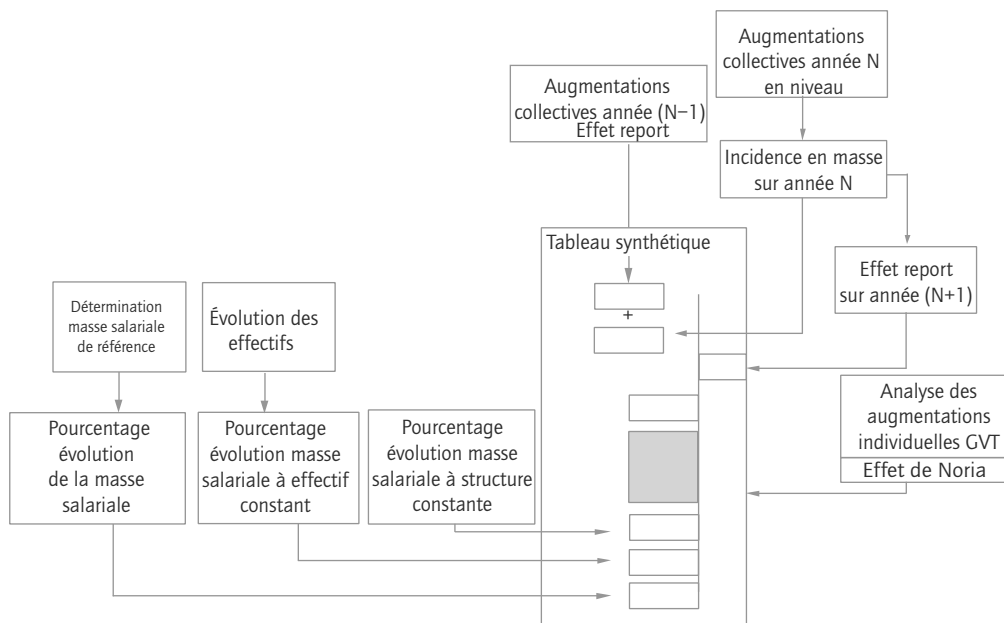 Augmentations
collectives année N
en niveau
Augmentations
collectives année (N−1)
Effet report
Incidence en masse
sur année N
Tableau synthétique
Effet report
sur année (N+1)
+
Détermination
masse salariale
de référence
Évolution des
effectifs
Analyse des
augmentations
individuelles GVT
Effet de Noria
Pourcentage
évolution
de la masse
salariale
Pourcentage
évolution masse
salariale à effectif
constant
Pourcentage
évolution masse
salariale à structure
constante